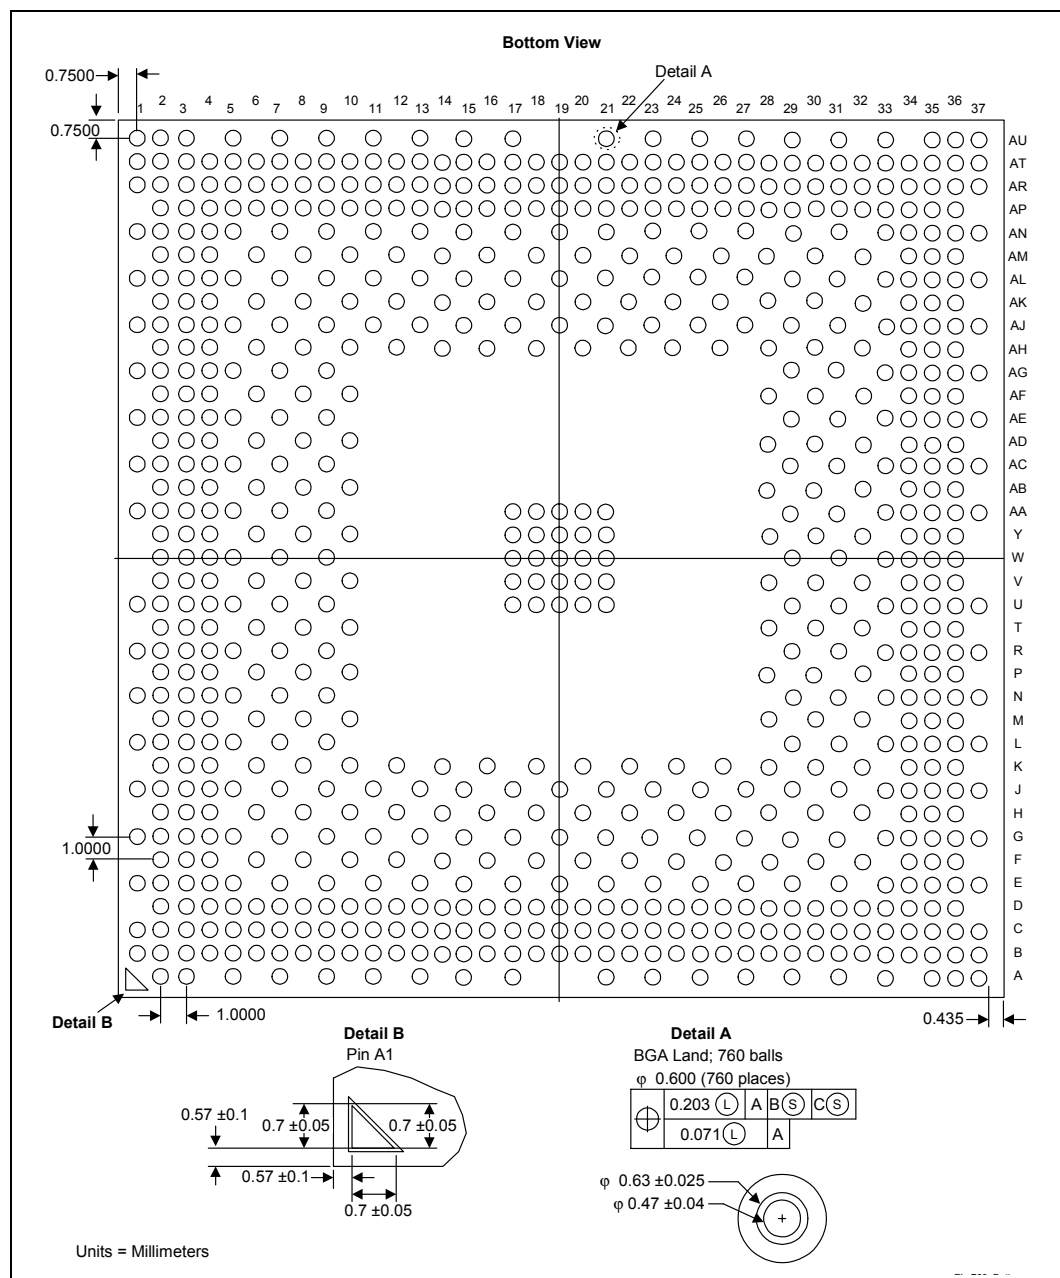 Bottom View
0.7500
Detail A
2 4 6 8 10 12 14 16 18 20 22 24 26 28 30 32 34 36
1 3 5 7 9 11 13 15 17 19 21 23 25 27 29 31 33 35 37
0.7500
AU
AT
AR
AP
AN
AM
AL
AK
AJ
AH
AG
AF
AE
AD
AC
AB
AA
Y
W
V
U
T
R
P
N
M
L
K
J
H
G
1.0000
F
E
D
C
B
A
Detail B
1.0000
0.435
Detail B
Pin A1
0.57 ±0.1
0.7 ±0.05
0.7 ±0.05
0.57 ±0.1
0.7 ±0.05
Detail A
BGA Land; 760 balls
φ 0.600 (760 places)
0.203 Ⓛ A B Ⓢ C Ⓢ
0.071 Ⓛ A
φ 0.63 ±0.025
φ 0.47 ±0.04
Units = Millimeters